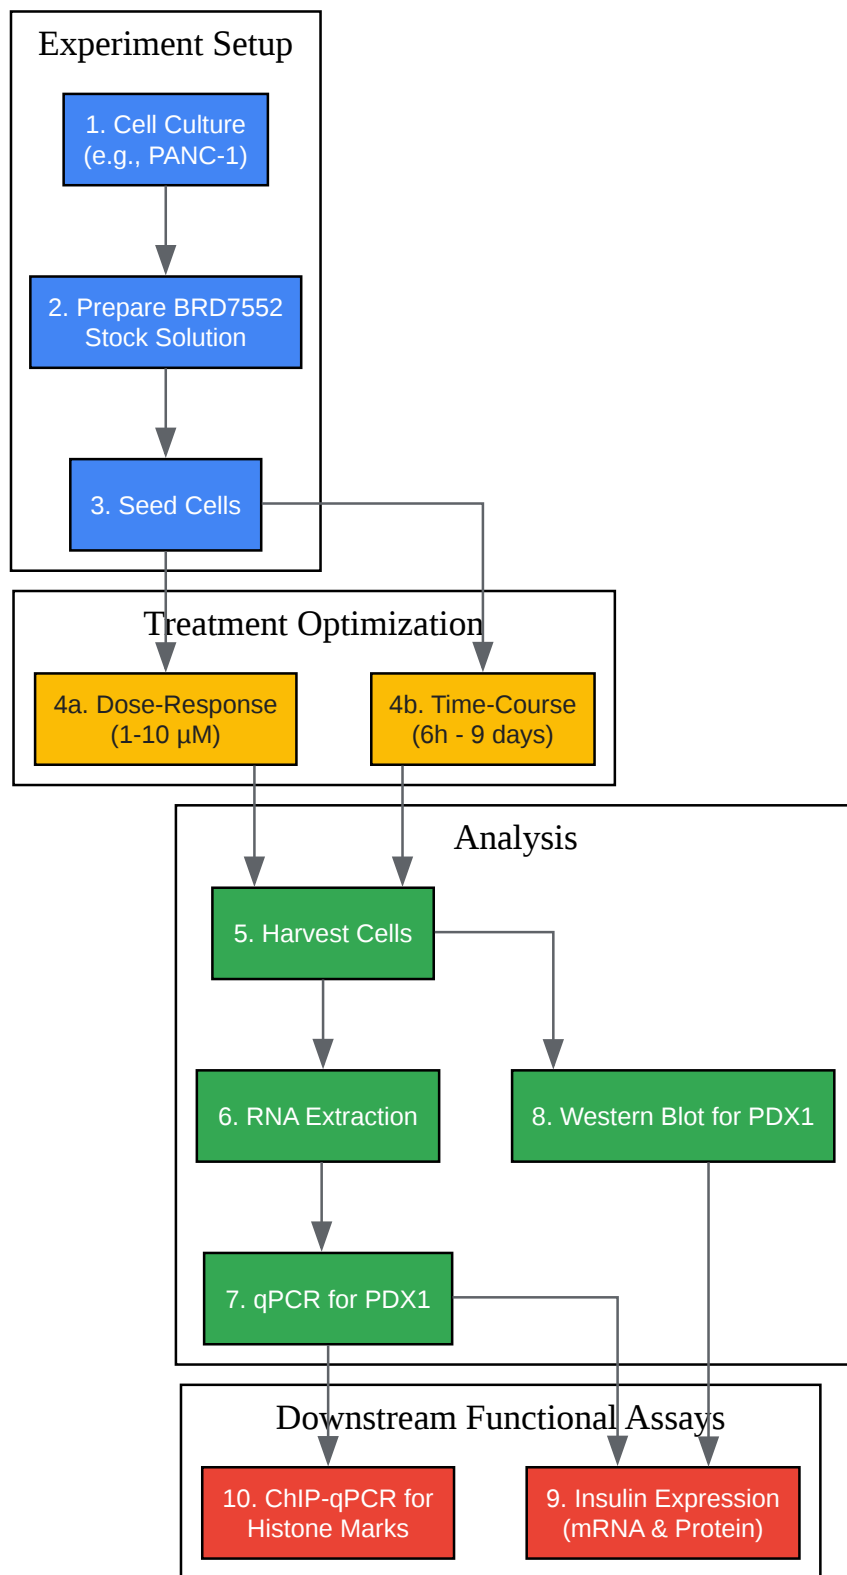 Experiment Setup
1. Cell Culture
(e.g., PANC-1)
2. Prepare BRD7552
Stock Solution
3. Seed Cells
Treatment Optimization
4a. Dose-Response
(1-10 µM)
4b. Time-Course
(6h - 9 days)
Analysis
5. Harvest Cells
6. RNA Extraction
8. Western Blot for PDX1
7. qPCR for PDX1
Downstream Functional Assays
10. ChIP-qPCR for
Histone Marks
9. Insulin Expression
(mRNA & Protein)